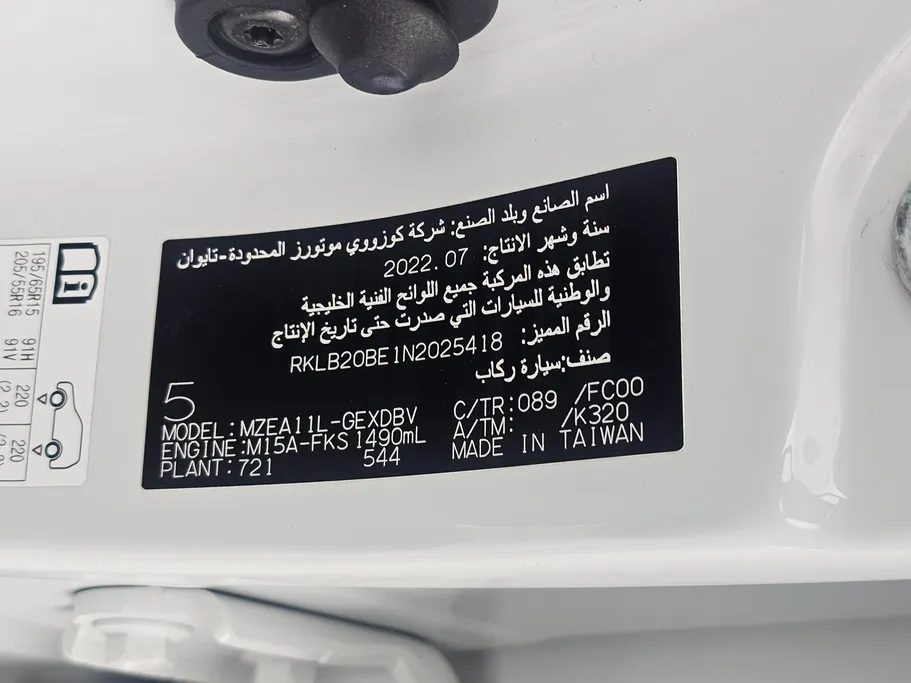 اسم الصانع وبلد الصنع: شركة كوزووي موتورز المحدودة-تايوان
سنة وشهر الانتاج: 2022.07
تطابق هذه المركبة جميع اللوائح الفنية الخليجية
والوطنية للسيارات التي صدرت حتى تاريخ الإنتاج
الرقم المميز: RKLB20BE1N2025418
صنف:سيارة ركاب
5
MODEL:MZEA11L-GEXDBV
ENGINE:M15A-FKS 1490mL
PLANT:721 544
C/TR:089 /FC00
A/TM: /K320
MADE IN TAIWAN
195/65R15 91H 220
205/55R16 91V 220